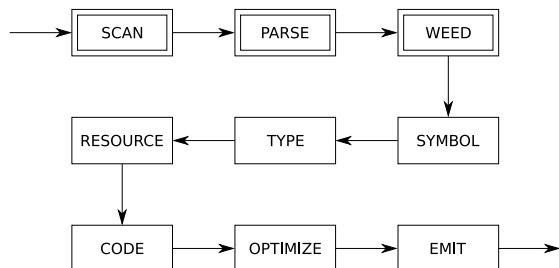 SCAN PARSE WEED
RESOURCE TYPE SYMBOL
CODE OPTIMIZE EMIT